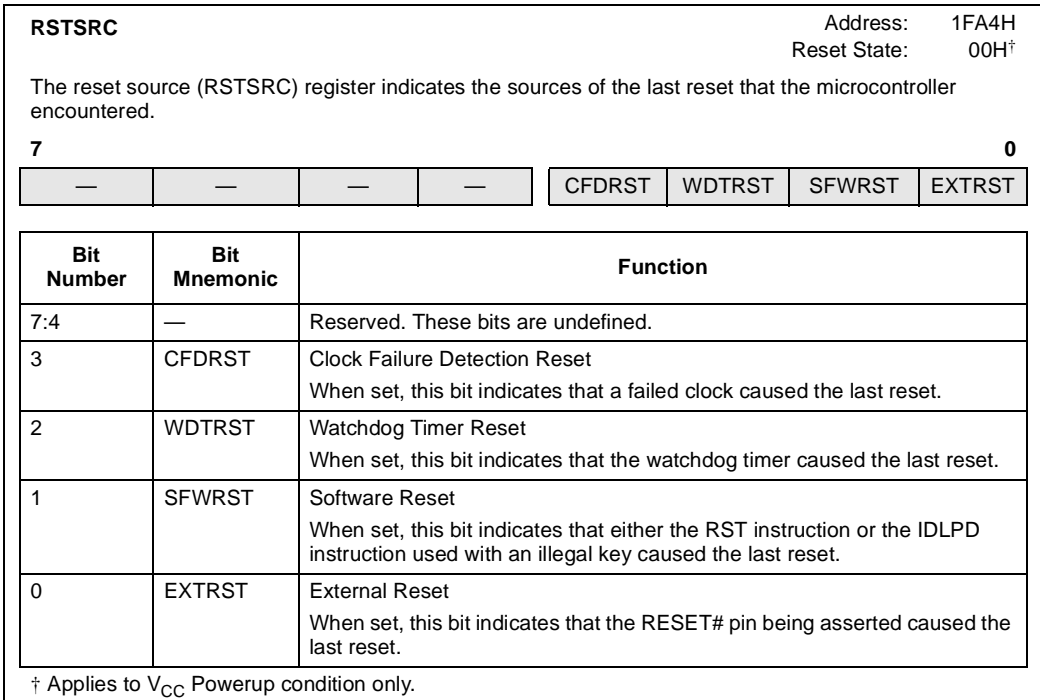 RSTSRC
Address: 1FA4H
Reset State: 00H†
The reset source (RSTSRC) register indicates the sources of the last reset that the microcontroller
encountered.
7 0
— — — — CFDRST WDTRST SFWRST EXTRST
Bit Number Bit Mnemonic Function
7:4 — Reserved. These bits are undefined.
3 CFDRST Clock Failure Detection Reset
When set, this bit indicates that a failed clock caused the last reset.
2 WDTRST Watchdog Timer Reset
When set, this bit indicates that the watchdog timer caused the last reset.
1 SFWRST Software Reset
When set, this bit indicates that either the RST instruction or the IDLPD
instruction used with an illegal key caused the last reset.
0 EXTRST External Reset
When set, this bit indicates that the RESET# pin being asserted caused the
last reset.
† Applies to VCC Powerup condition only.